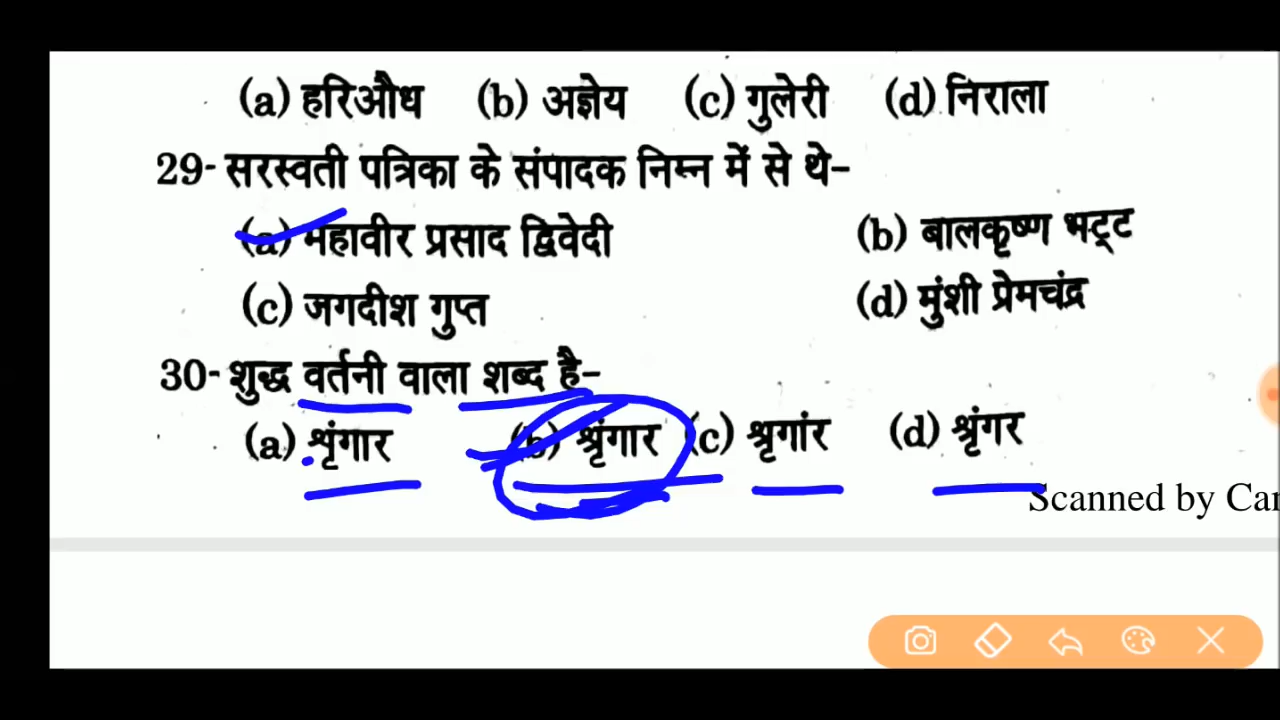 (a) हरिऔध (b) अज्ञेय (c) गुलेरी (d) निराला
29- सरस्वती पत्रिका के संपादक निम्न में से थे-
(a) महावीर प्रसाद द्विवेदी (b) बालकृष्ण भट्ट
(c) जगदीश गुप्त (d) मुंशी प्रेमचंद्र
30- शुद्ध वर्तनी वाला शब्द है-
(a) शृंगार (b) श्रृंगार (c) श्रृगांर (d) श्रृंगर
Scanned by Car